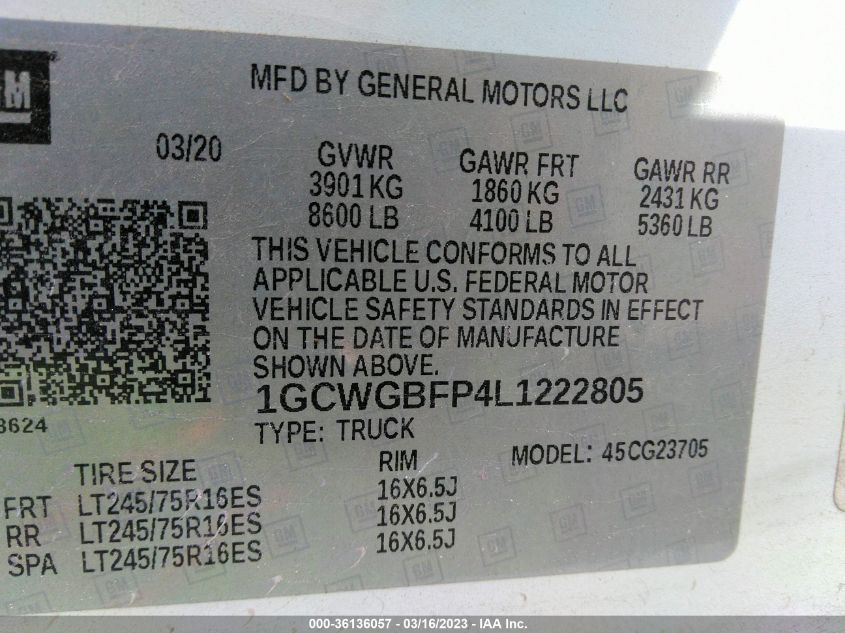 GM
MFD BY GENERAL MOTORS LLC
03/20
GVWR GAWR FRT GAWR RR
3901 KG 1860 KG 2431 KG
8600 LB 4100 LB 5360 LB
THIS VEHICLE CONFORMS TO ALL
APPLICABLE U.S. FEDERAL MOTOR
VEHICLE SAFETY STANDARDS IN EFFECT
ON THE DATE OF MANUFACTURE
SHOWN ABOVE.
1GCWGBFP4L1222805
8624
TYPE: TRUCK
MODEL: 45CG23705
TIRE SIZE RIM
FRT LT245/75R16ES 16X6.5J
RR LT245/75R16ES 16X6.5J
SPA LT245/75R16ES 16X6.5J
000-36136057 - 03/16/2023 - IAA Inc.